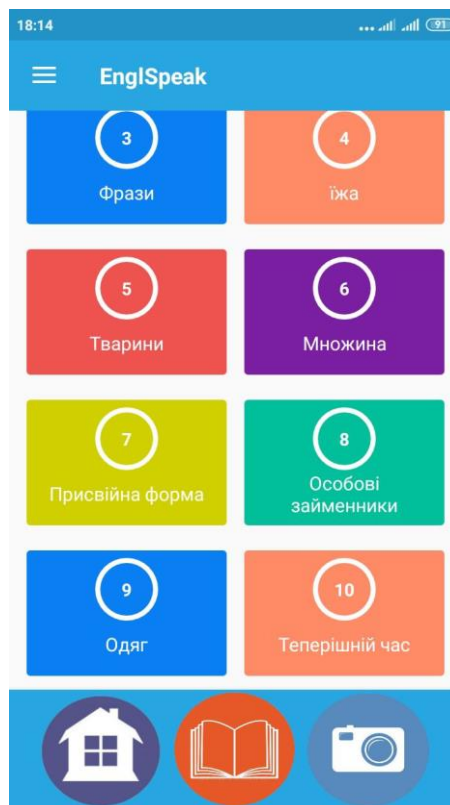 18:14
91
EnglSpeak
3
4
Фрази
їжа
5
6
Тварини
Множина
7
8
Присвійна форма
Особові
займенники
9
10
Одяг
Теперішній час